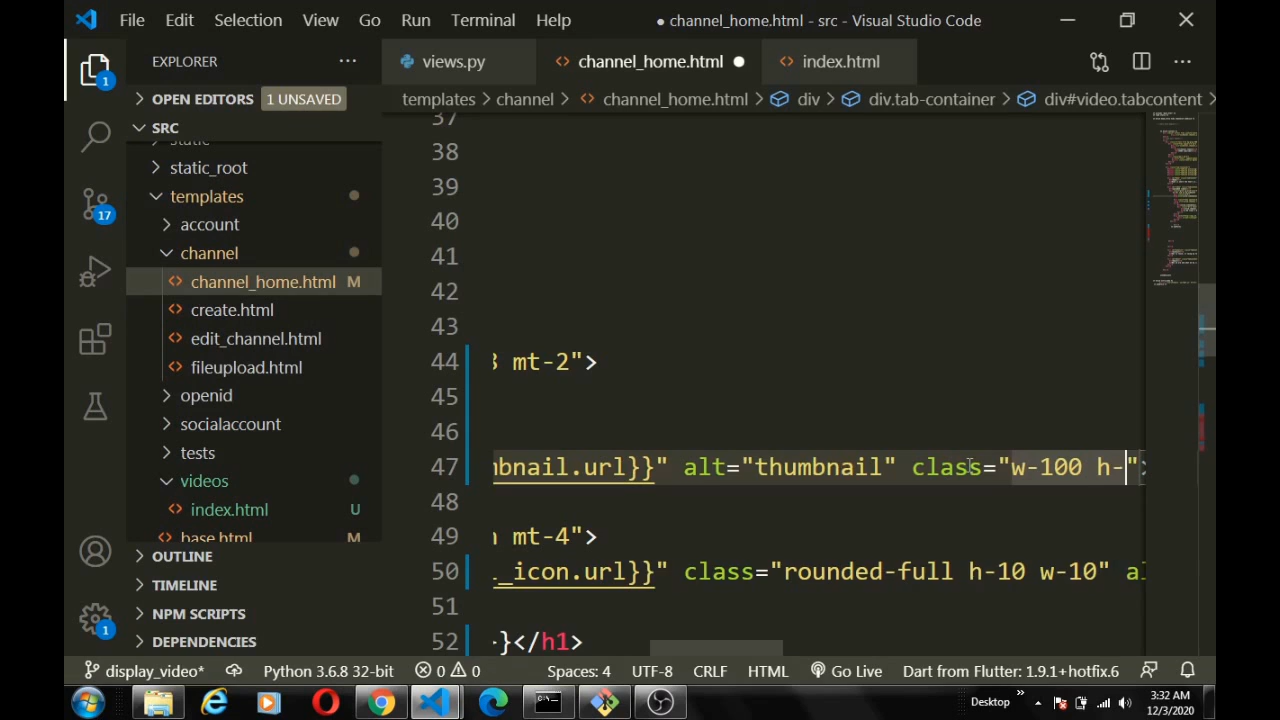 File Edit Selection View Go Run Terminal Help
● channel_home.html - src - Visual Studio Code
EXPLORER
views.py
channel_home.html
index.html
OPEN EDITORS 1 UNSAVED
templates > channel > channel_home.html > div > div.tab-container > div#video.tabcontent >
SRC
static
static_root
templates
account
channel
channel_home.html M
create.html
edit_channel.html
fileupload.html
openid
socialaccount
tests
videos
index.html U
base.html M
OUTLINE
TIMELINE
NPM SCRIPTS
DEPENDENCIES
37
38
39
40
41
42
43
44 mt-2">
45
46
47 nbnail.url}}" alt="thumbnail" class="w-100 h-">
48
49 mt-4">
50 _icon.url}}" class="rounded-full h-10 w-10" al
51
52 }</h1>
1
17
1
display_video* Python 3.6.8 32-bit 0 0 Spaces: 4 UTF-8 CRLF HTML Go Live Dart from Flutter: 1.9.1+hotfix.6
Desktop
3:32 AM
12/3/2020